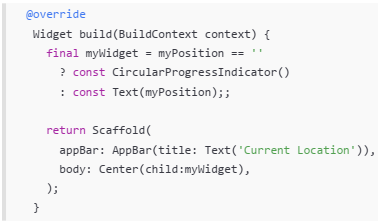 @override
Widget build(BuildContext context) {
final myWidget = myPosition == ''
? const CircularProgressIndicator()
: const Text(myPosition);;
return Scaffold(
appBar: AppBar(title: Text('Current Location')),
body: Center(child:myWidget),
);
}